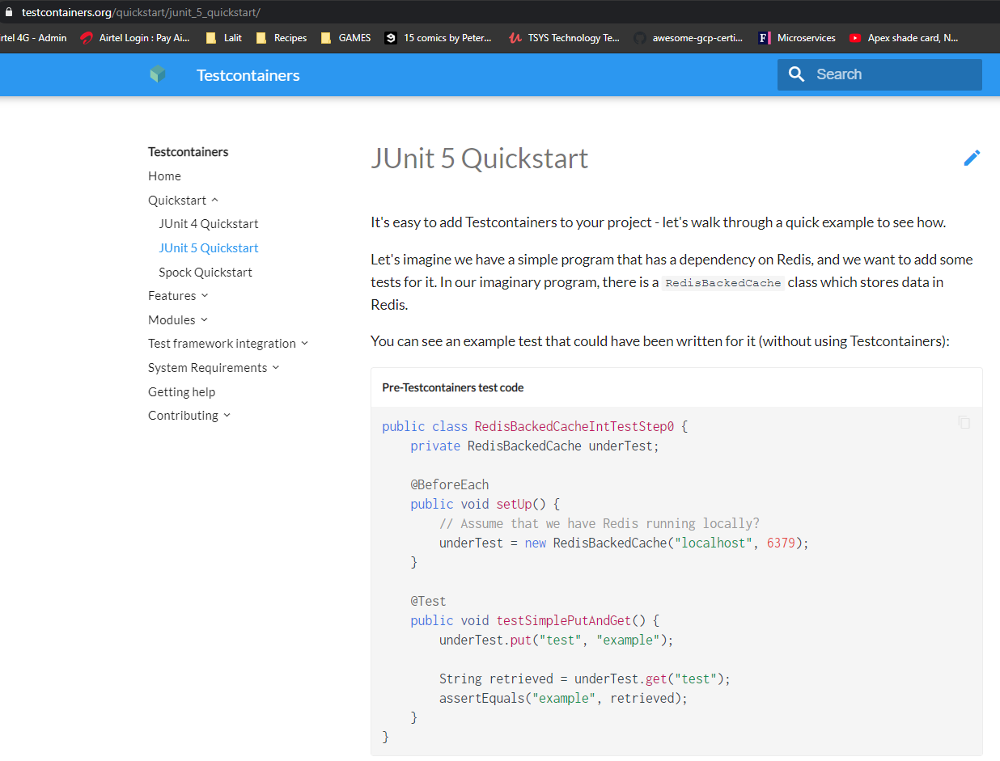 testcontainers.org/quickstart/junit_5_quickstart/
rtel 4G - Admin Airtel Login : Pay Ai... Lalit Recipes GAMES 15 comics by Peter... TSYS Technology Te... awesome-gcp-certi... Microservices Apex shade card, N...
Testcontainers
Search
Testcontainers
Home
Quickstart
JUnit 4 Quickstart
JUnit 5 Quickstart
Spock Quickstart
Features
Modules
Test framework integration
System Requirements
Getting help
Contributing
JUnit 5 Quickstart
It's easy to add Testcontainers to your project - let's walk through a quick example to see how.
Let's imagine we have a simple program that has a dependency on Redis, and we want to add some
tests for it. In our imaginary program, there is a RedisBackedCache class which stores data in
Redis.
You can see an example test that could have been written for it (without using Testcontainers):
Pre-Testcontainers test code
public class RedisBackedCacheIntTestStep0 {
    private RedisBackedCache underTest;
    @BeforeEach
    public void setUp() {
        // Assume that we have Redis running locally?
        underTest = new RedisBackedCache("localhost", 6379);
    }
    @Test
    public void testSimplePutAndGet() {
        underTest.put("test", "example");
        String retrieved = underTest.get("test");
        assertEquals("example", retrieved);
    }
}